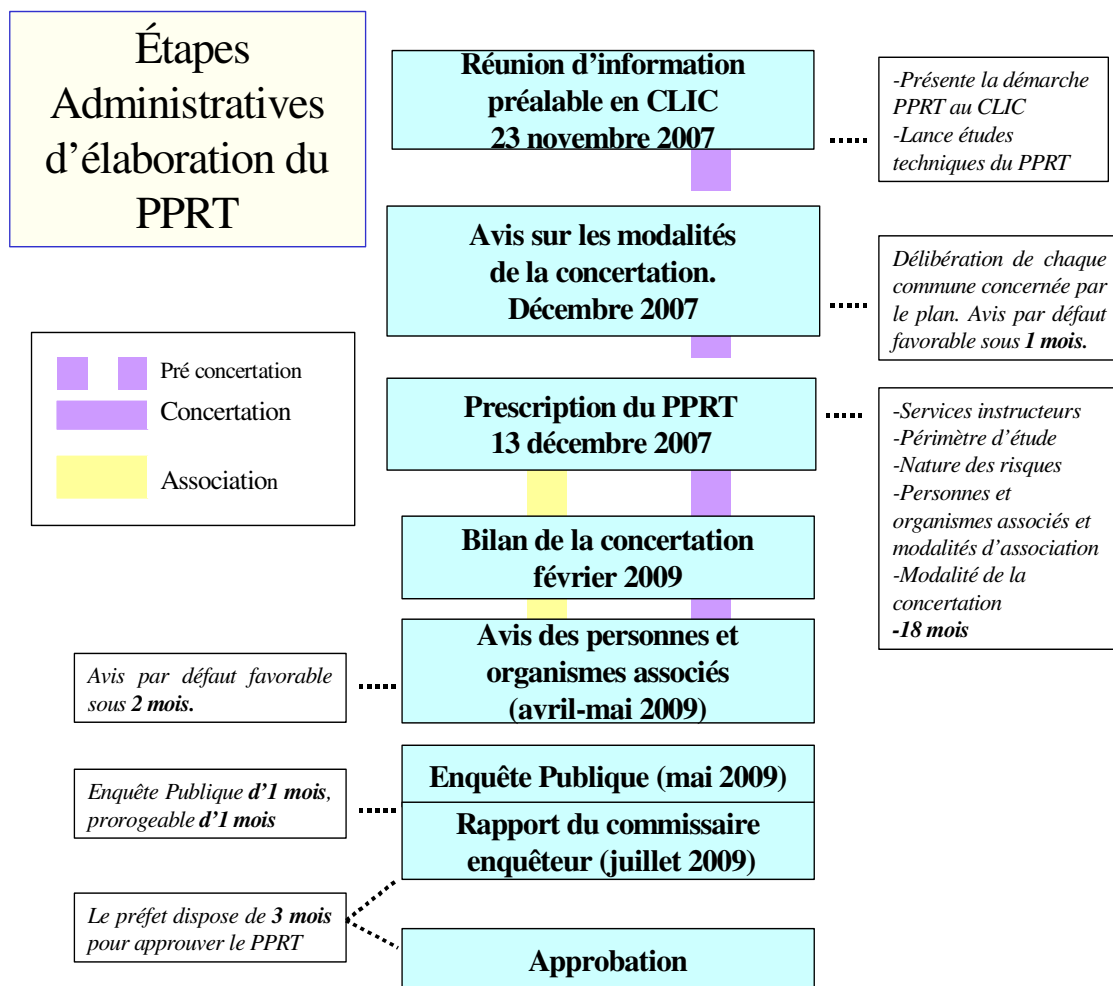 Étapes
Administratives
d’élaboration du
PPRT
Réunion d’information
préalable en CLIC
23 novembre 2007
-Présente la démarche
PPRT au CLIC
-Lance études
techniques du PPRT
Avis sur les modalités
de la concertation.
Décembre 2007
Délibération de chaque
commune concernée par
le plan. Avis par défaut
favorable sous 1 mois.
Pré concertation
Concertation
Association
Prescription du PPRT
13 décembre 2007
-Services instructeurs
-Périmètre d’étude
-Nature des risques
-Personnes et
organismes associés et
modalités d’association
-Modalité de la
concertation
-18 mois
Bilan de la concertation
février 2009
Avis des personnes et
organismes associés
(avril-mai 2009)
Avis par défaut favorable
sous 2 mois.
Enquête Publique (mai 2009)
Enquête Publique d’1 mois,
prorogeable d’1 mois
Rapport du commissaire
enquêteur (juillet 2009)
Le préfet dispose de 3 mois
pour approuver le PPRT
Approbation